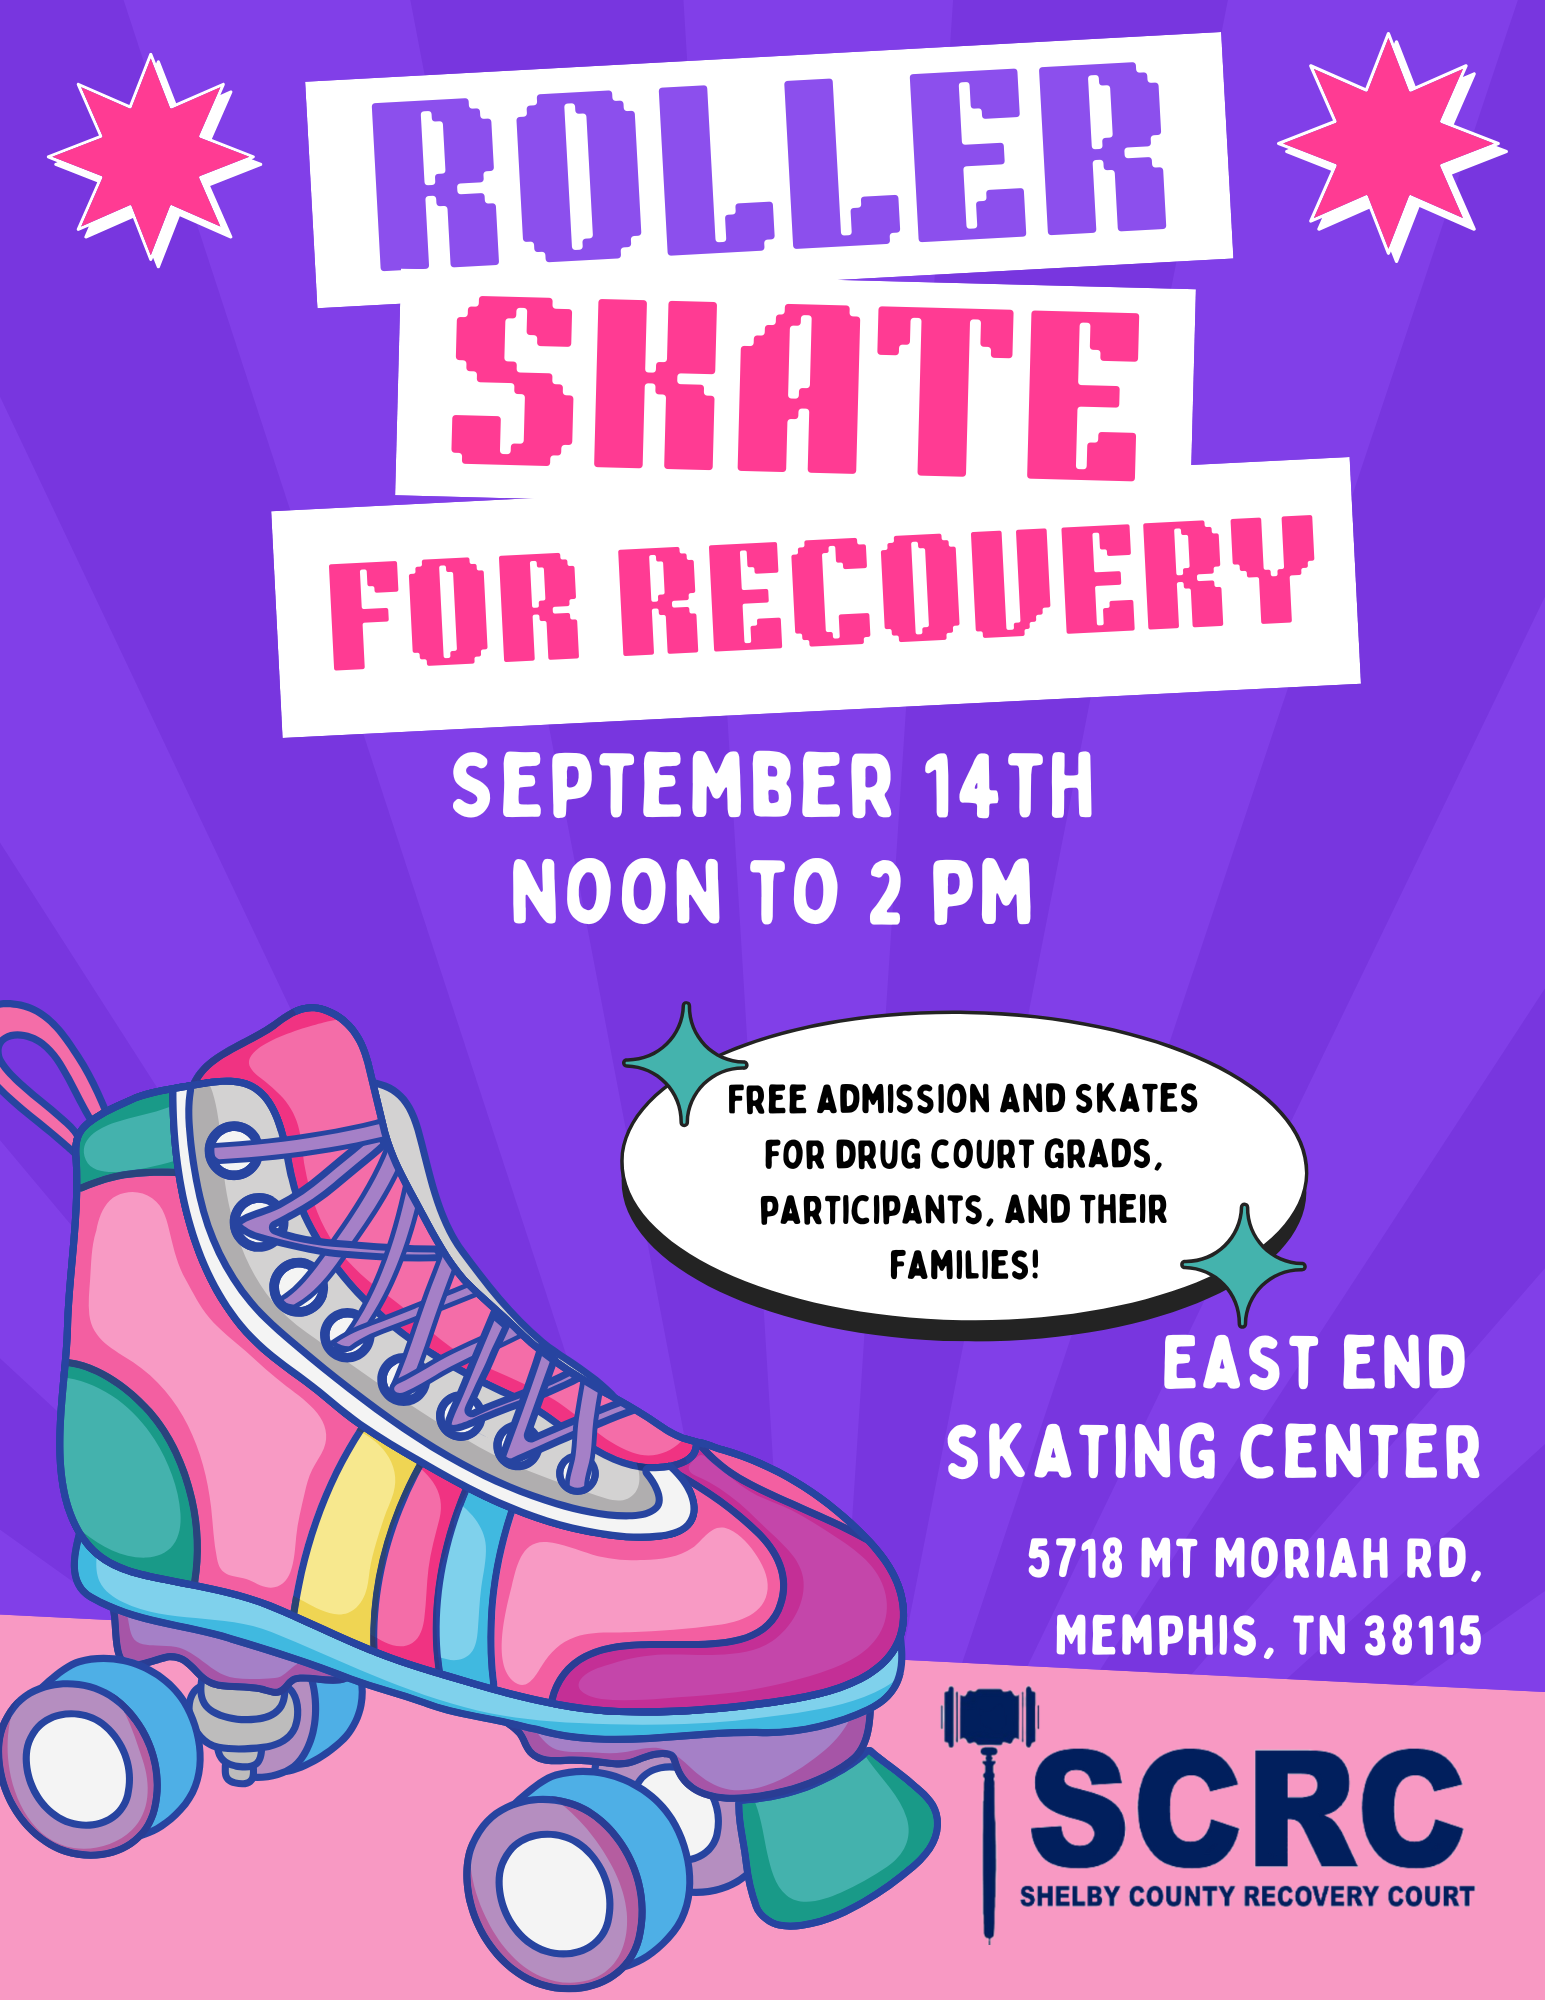 ROLLER
SKATE
FOR RECOVERY
SEPTEMBER 14TH
NOON TO 2 PM
FREE ADMISSION AND SKATES
FOR DRUG COURT GRADS,
PARTICIPANTS, AND THEIR
FAMILIES!
EAST END
SKATING CENTER
5718 MT MORIAH RD,
MEMPHIS, TN 38115
SCRC
SHELBY COUNTY RECOVERY COURT